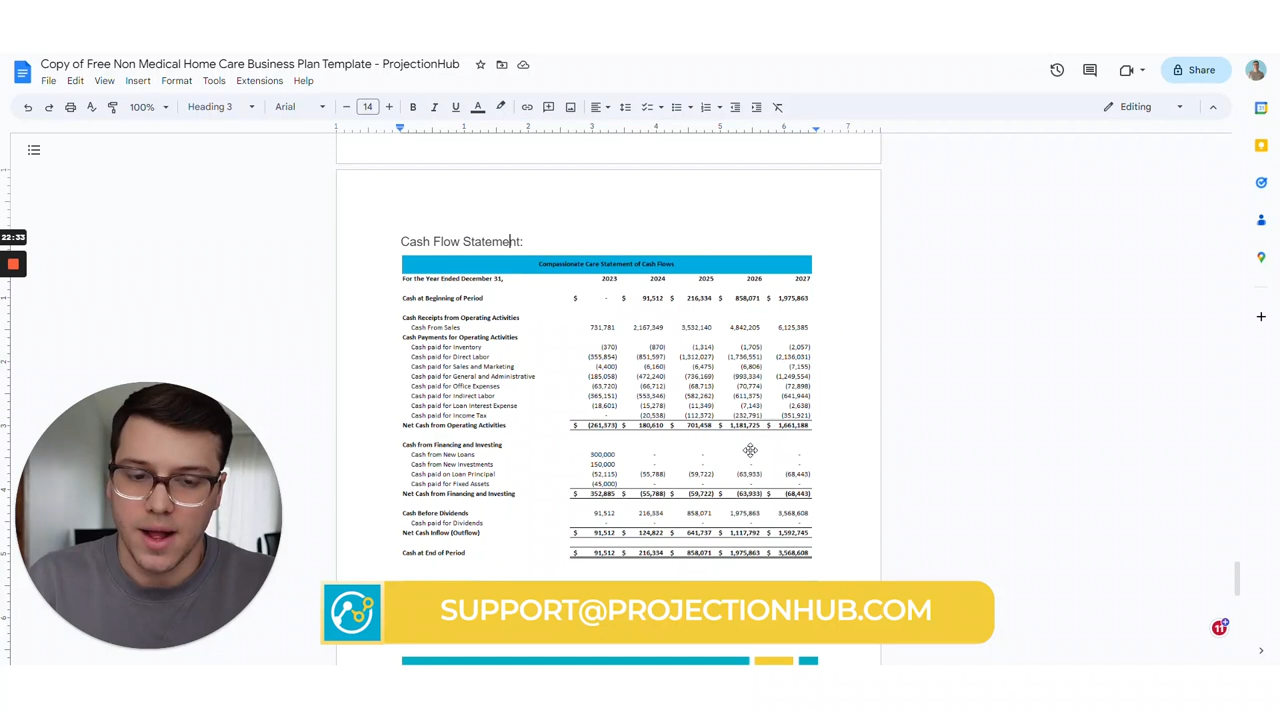 Copy of Free Non Medical Home Care Business Plan Template - ProjectionHub
File Edit View Insert Format Tools Extensions Help
Share
100% Heading 3 Arial 14 B I U A Editing
1 1 2 3 4 5 6 7
22:33
Cash Flow Statement:
Compassionate Care Statement of Cash Flows
For the Year Ended December 31, 2023 2024 2025 2026 2027
Cash at Beginning of Period $ - $ 91,512 $ 216,334 $ 858,071 $ 1,975,863
Cash Receipts from Operating Activities
Cash From Sales 731,781 2,167,349 3,532,140 4,842,205 6,125,385
Cash Payments for Operating Activities
Cash paid for Inventory (370) (870) (1,314) (1,705) (2,057)
Cash paid for Direct Labor (355,854) (851,597) (1,312,027) (1,736,551) (2,136,031)
Cash paid for Sales and Marketing (4,400) (6,160) (6,475) (6,806) (7,155)
Cash paid for General and Administrative (185,058) (472,240) (736,169) (993,334) (1,249,554)
Cash paid for Office Expenses (63,720) (66,712) (68,713) (70,774) (72,898)
Cash paid for Indirect Labor (365,151) (553,346) (582,262) (611,375) (641,944)
Cash paid for Loan Interest Expense (18,601) (15,278) (11,349) (7,143) (2,638)
Cash paid for Income Tax - (20,538) (112,372) (232,791) (351,921)
Net Cash from Operating Activities $ (261,373) $ 180,610 $ 701,458 $ 1,181,725 $ 1,661,188
Cash from Financing and Investing
Cash from New Loans 300,000 - - - -
Cash from New Investments 150,000 - - - -
Cash paid on Loan Principal (52,115) (55,788) (59,722) (63,933) (68,443)
Cash paid for Fixed Assets (45,000) - - - -
Net Cash from Financing and Investing $ 352,885 $ (55,788) $ (59,722) $ (63,933) $ (68,443)
Cash Before Dividends 91,512 216,334 858,071 1,975,863 3,568,608
Cash paid for Dividends - - - - -
Net Cash Inflow (Outflow) $ 91,512 $ 124,822 $ 641,737 $ 1,117,792 $ 1,592,745
Cash at End of Period $ 91,512 $ 216,334 $ 858,071 $ 1,975,863 $ 3,568,608
SUPPORT@PROJECTIONHUB.COM
11